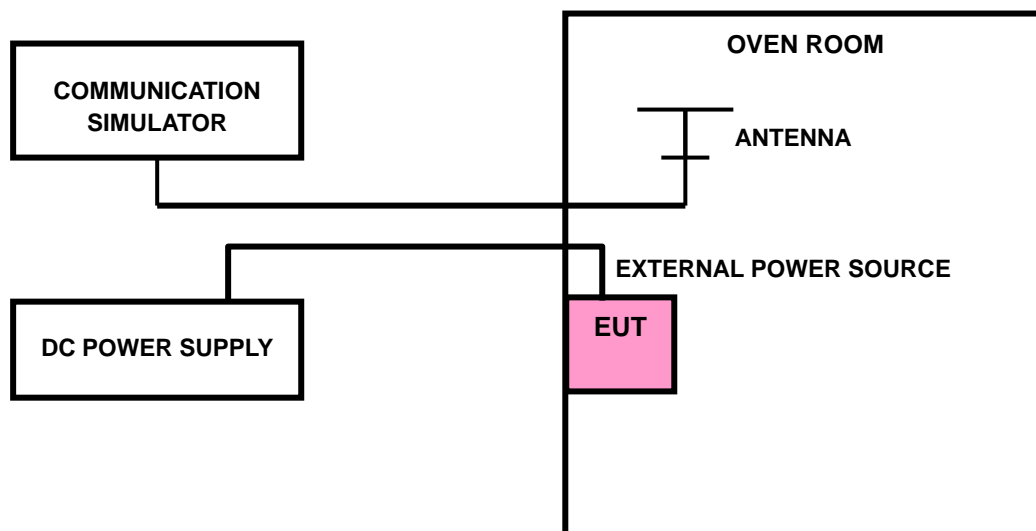 OVEN ROOM
COMMUNICATION
SIMULATOR
ANTENNA
EXTERNAL POWER SOURCE
EUT
DC POWER SUPPLY